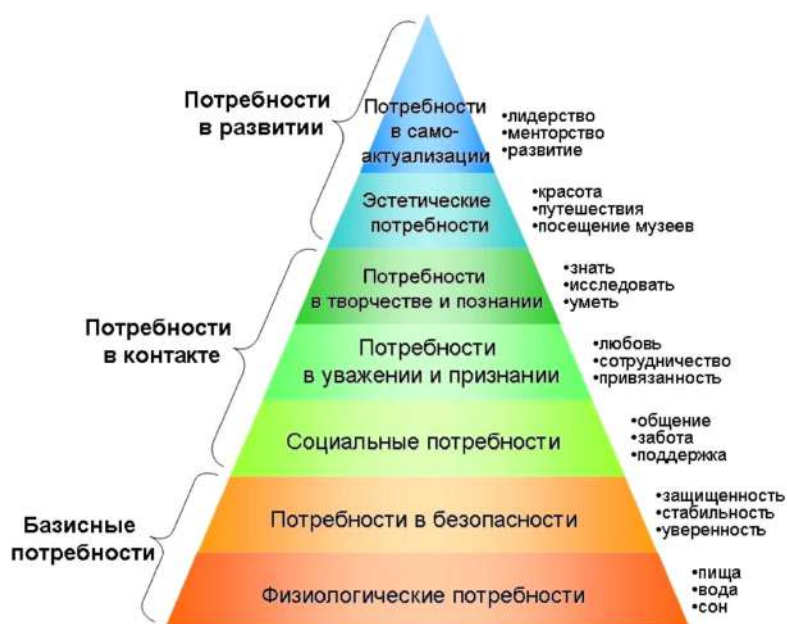 Потребности
в развитии
Потребности
в само-
актуализации
•лидерство
•менторство
•развитие
Эстетические
потребности
•красота
•путешествия
•посещение музеев
Потребности
в контакте
Потребности
в творчестве и познании
•знать
•исследовать
•уметь
Потребности
в уважении и признании
•любовь
•сотрудничество
•привязанность
Социальные потребности
•общение
•забота
•поддержка
Базисные
потребности
Потребности в безопасности
•защищенность
•стабильность
•уверенность
Физиологические потребности
•пища
•вода
•сон